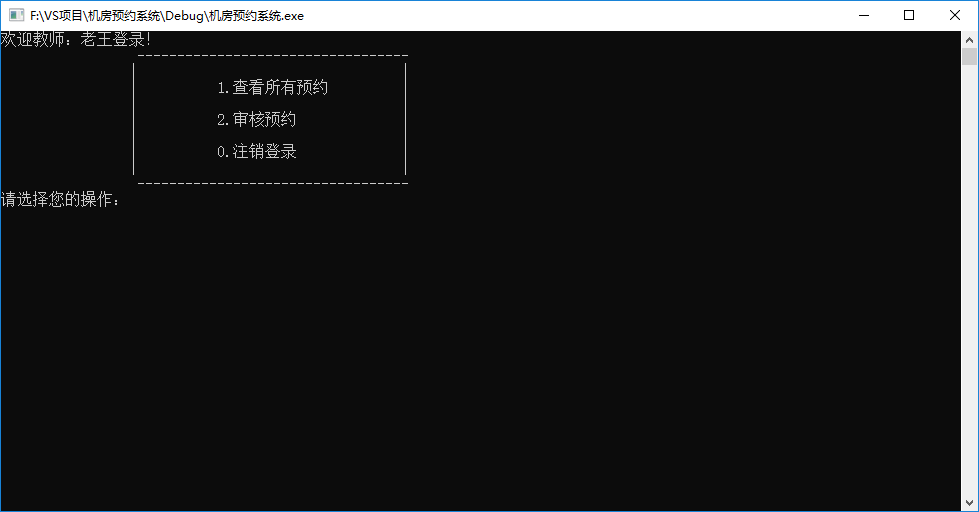 F:\VS项目\机房预约系统\Debug\机房预约系统.exe
欢迎教师：老王登录！
----------------------------------
|                                  |
|          1.查看所有预约          |
|                                  |
|          2.审核预约              |
|                                  |
|          0.注销登录              |
|                                  |
----------------------------------
请选择您的操作：